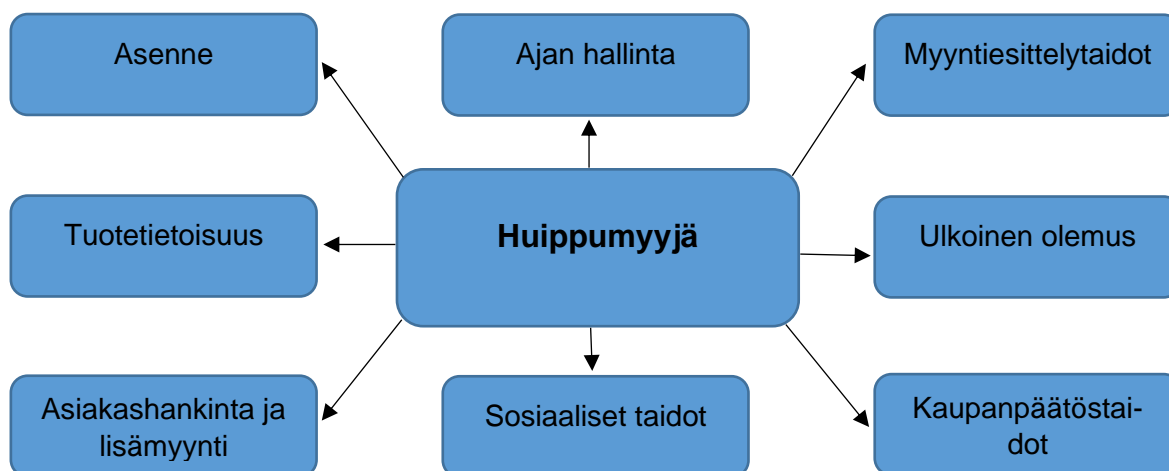 Asenne
Ajan hallinta
Myyntiesittelytaidot
Tuotetietoisuus
Huippumyyjä
Ulkoinen olemus
Asiakashankinta ja
lisämyynti
Sosiaaliset taidot
Kaupanpäätöstai-
dot